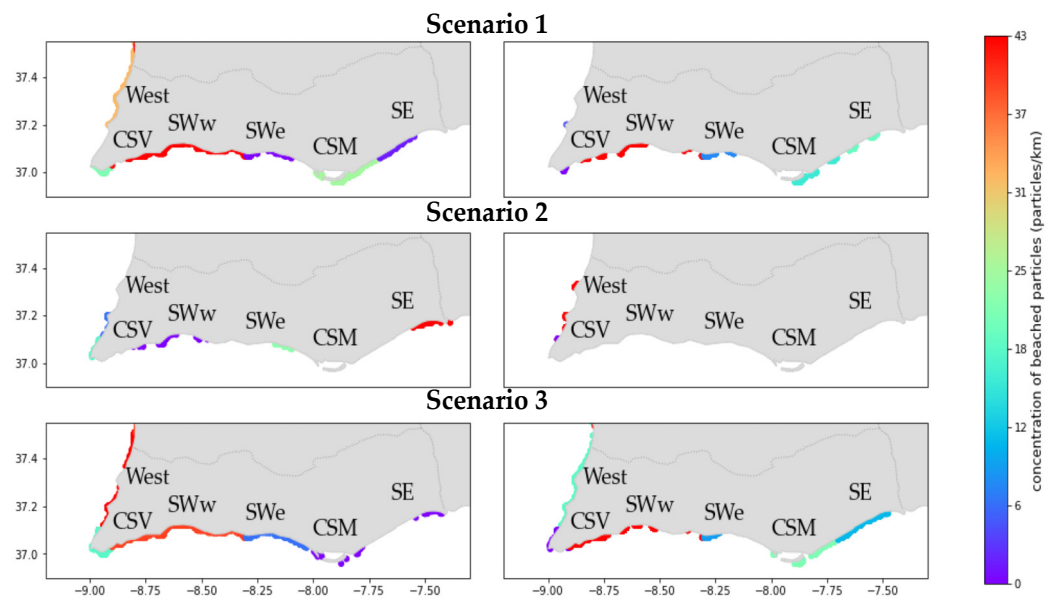 Scenario 1
37.4
37.2
37.0
West
CSV
SWw
SWe
CSM
SE
West
CSV
SWw
SWe
CSM
SE
Scenario 2
37.4
37.2
37.0
West
CSV
SWw
SWe
CSM
SE
West
CSV
SWw
SWe
CSM
SE
Scenario 3
37.4
37.2
37.0
West
CSV
SWw
SWe
CSM
SE
West
CSV
SWw
SWe
CSM
SE
−9.00 −8.75 −8.50 −8.25 −8.00 −7.75 −7.50
−9.00 −8.75 −8.50 −8.25 −8.00 −7.75 −7.50
43
37
31
25
18
12
6
0
concentration of beached particles (particles/km)